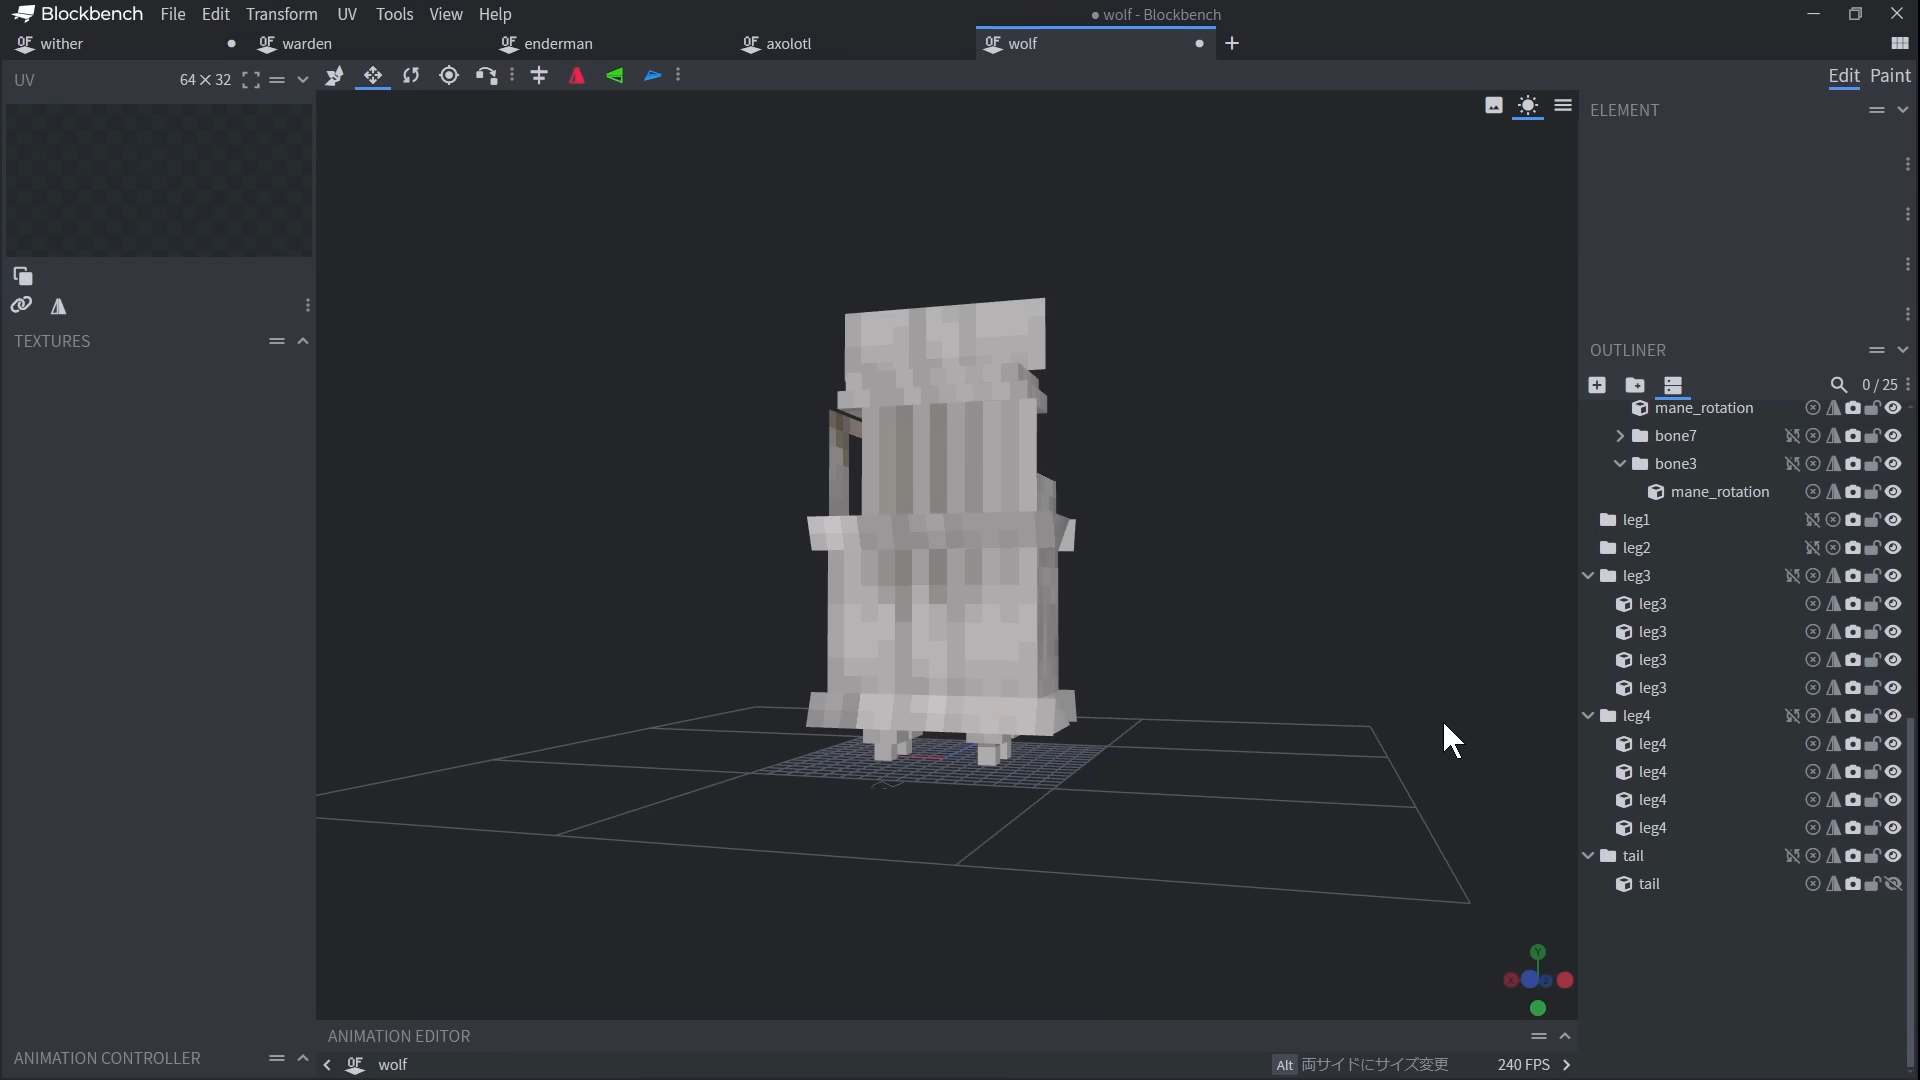 Blockbench File Edit Transform UV Tools View Help
wolf - Blockbench
wither
warden
enderman
axolotl
wolf
UV 64×32
Edit Paint
ELEMENT
TEXTURES
OUTLINER
0 / 25
mane_rotation
bone7
bone3
mane_rotation
leg1
leg2
leg3
leg3
leg3
leg3
leg3
leg4
leg4
leg4
leg4
leg4
tail
tail
Y
ANIMATION EDITOR
ANIMATION CONTROLLER
wolf
Alt 両サイドにサイズ変更
240 FPS